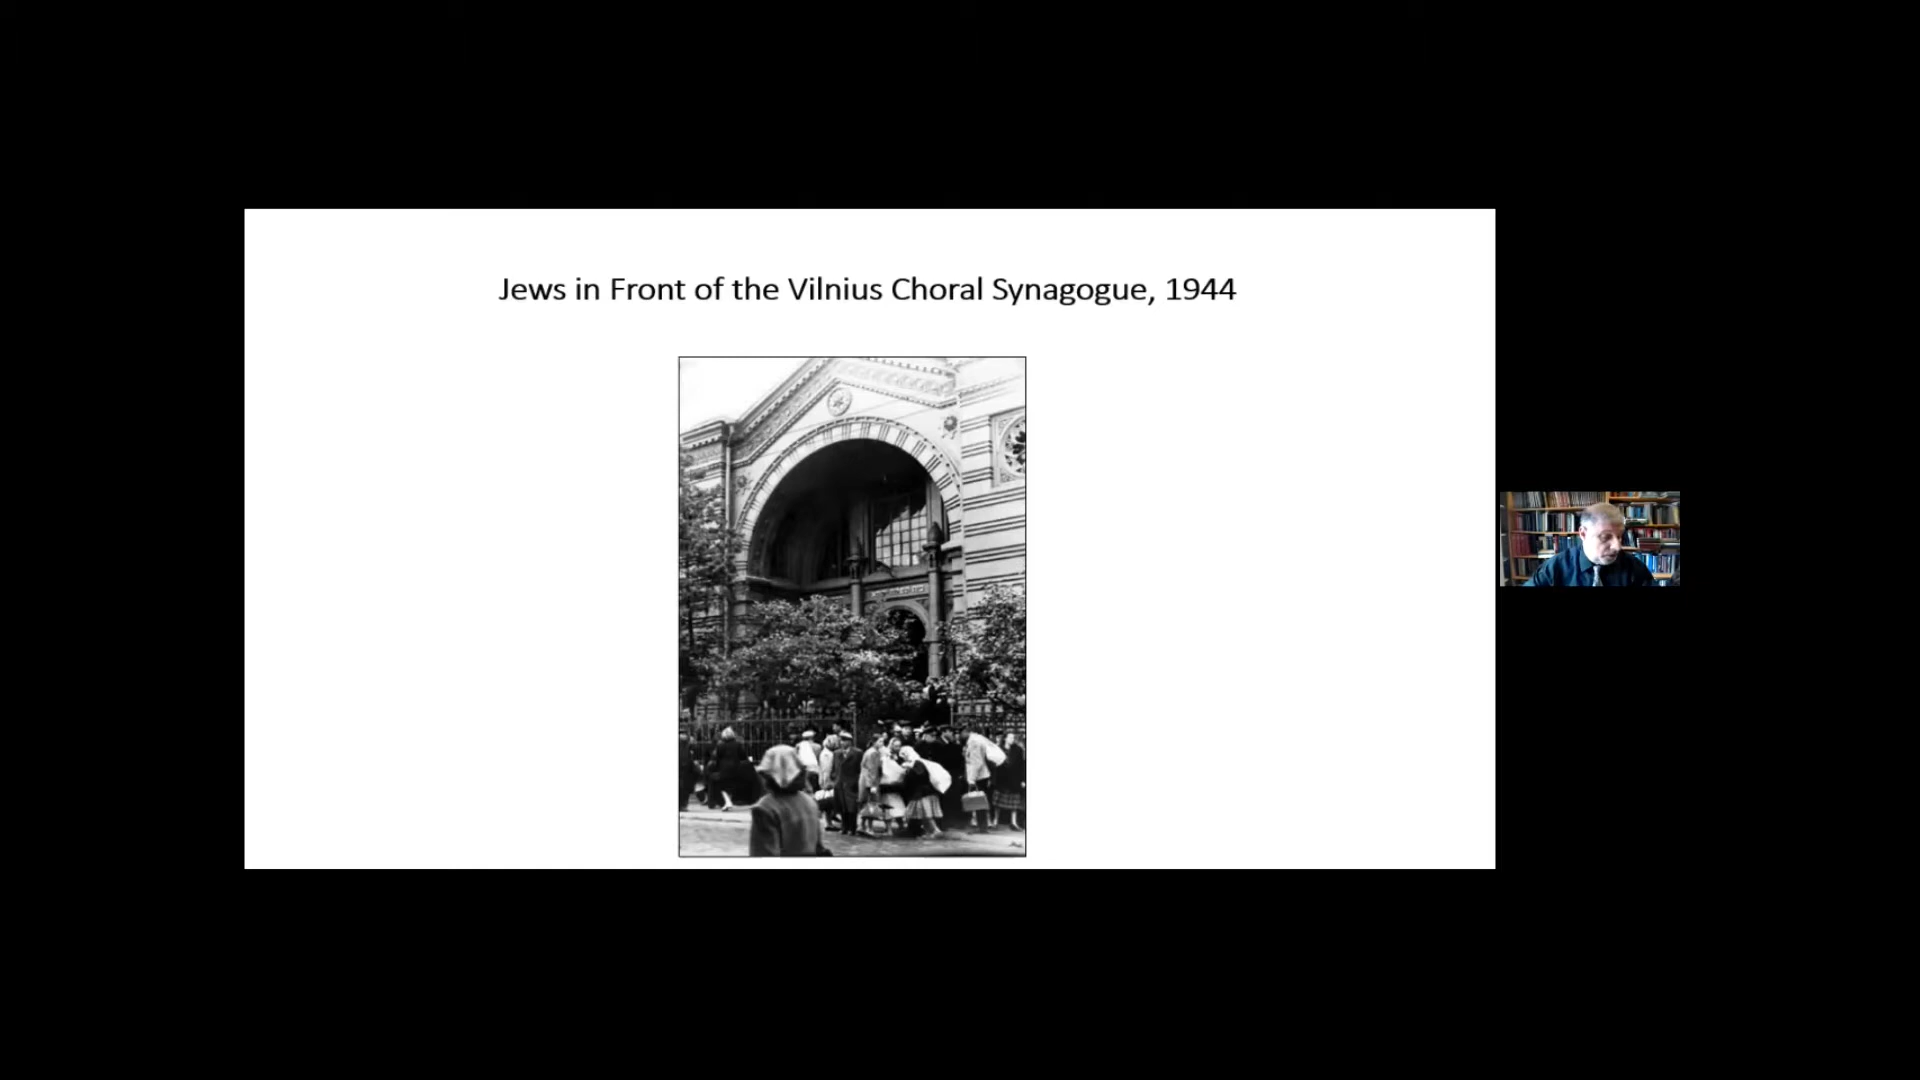 Jews in Front of the Vilnius Choral Synagogue, 1944